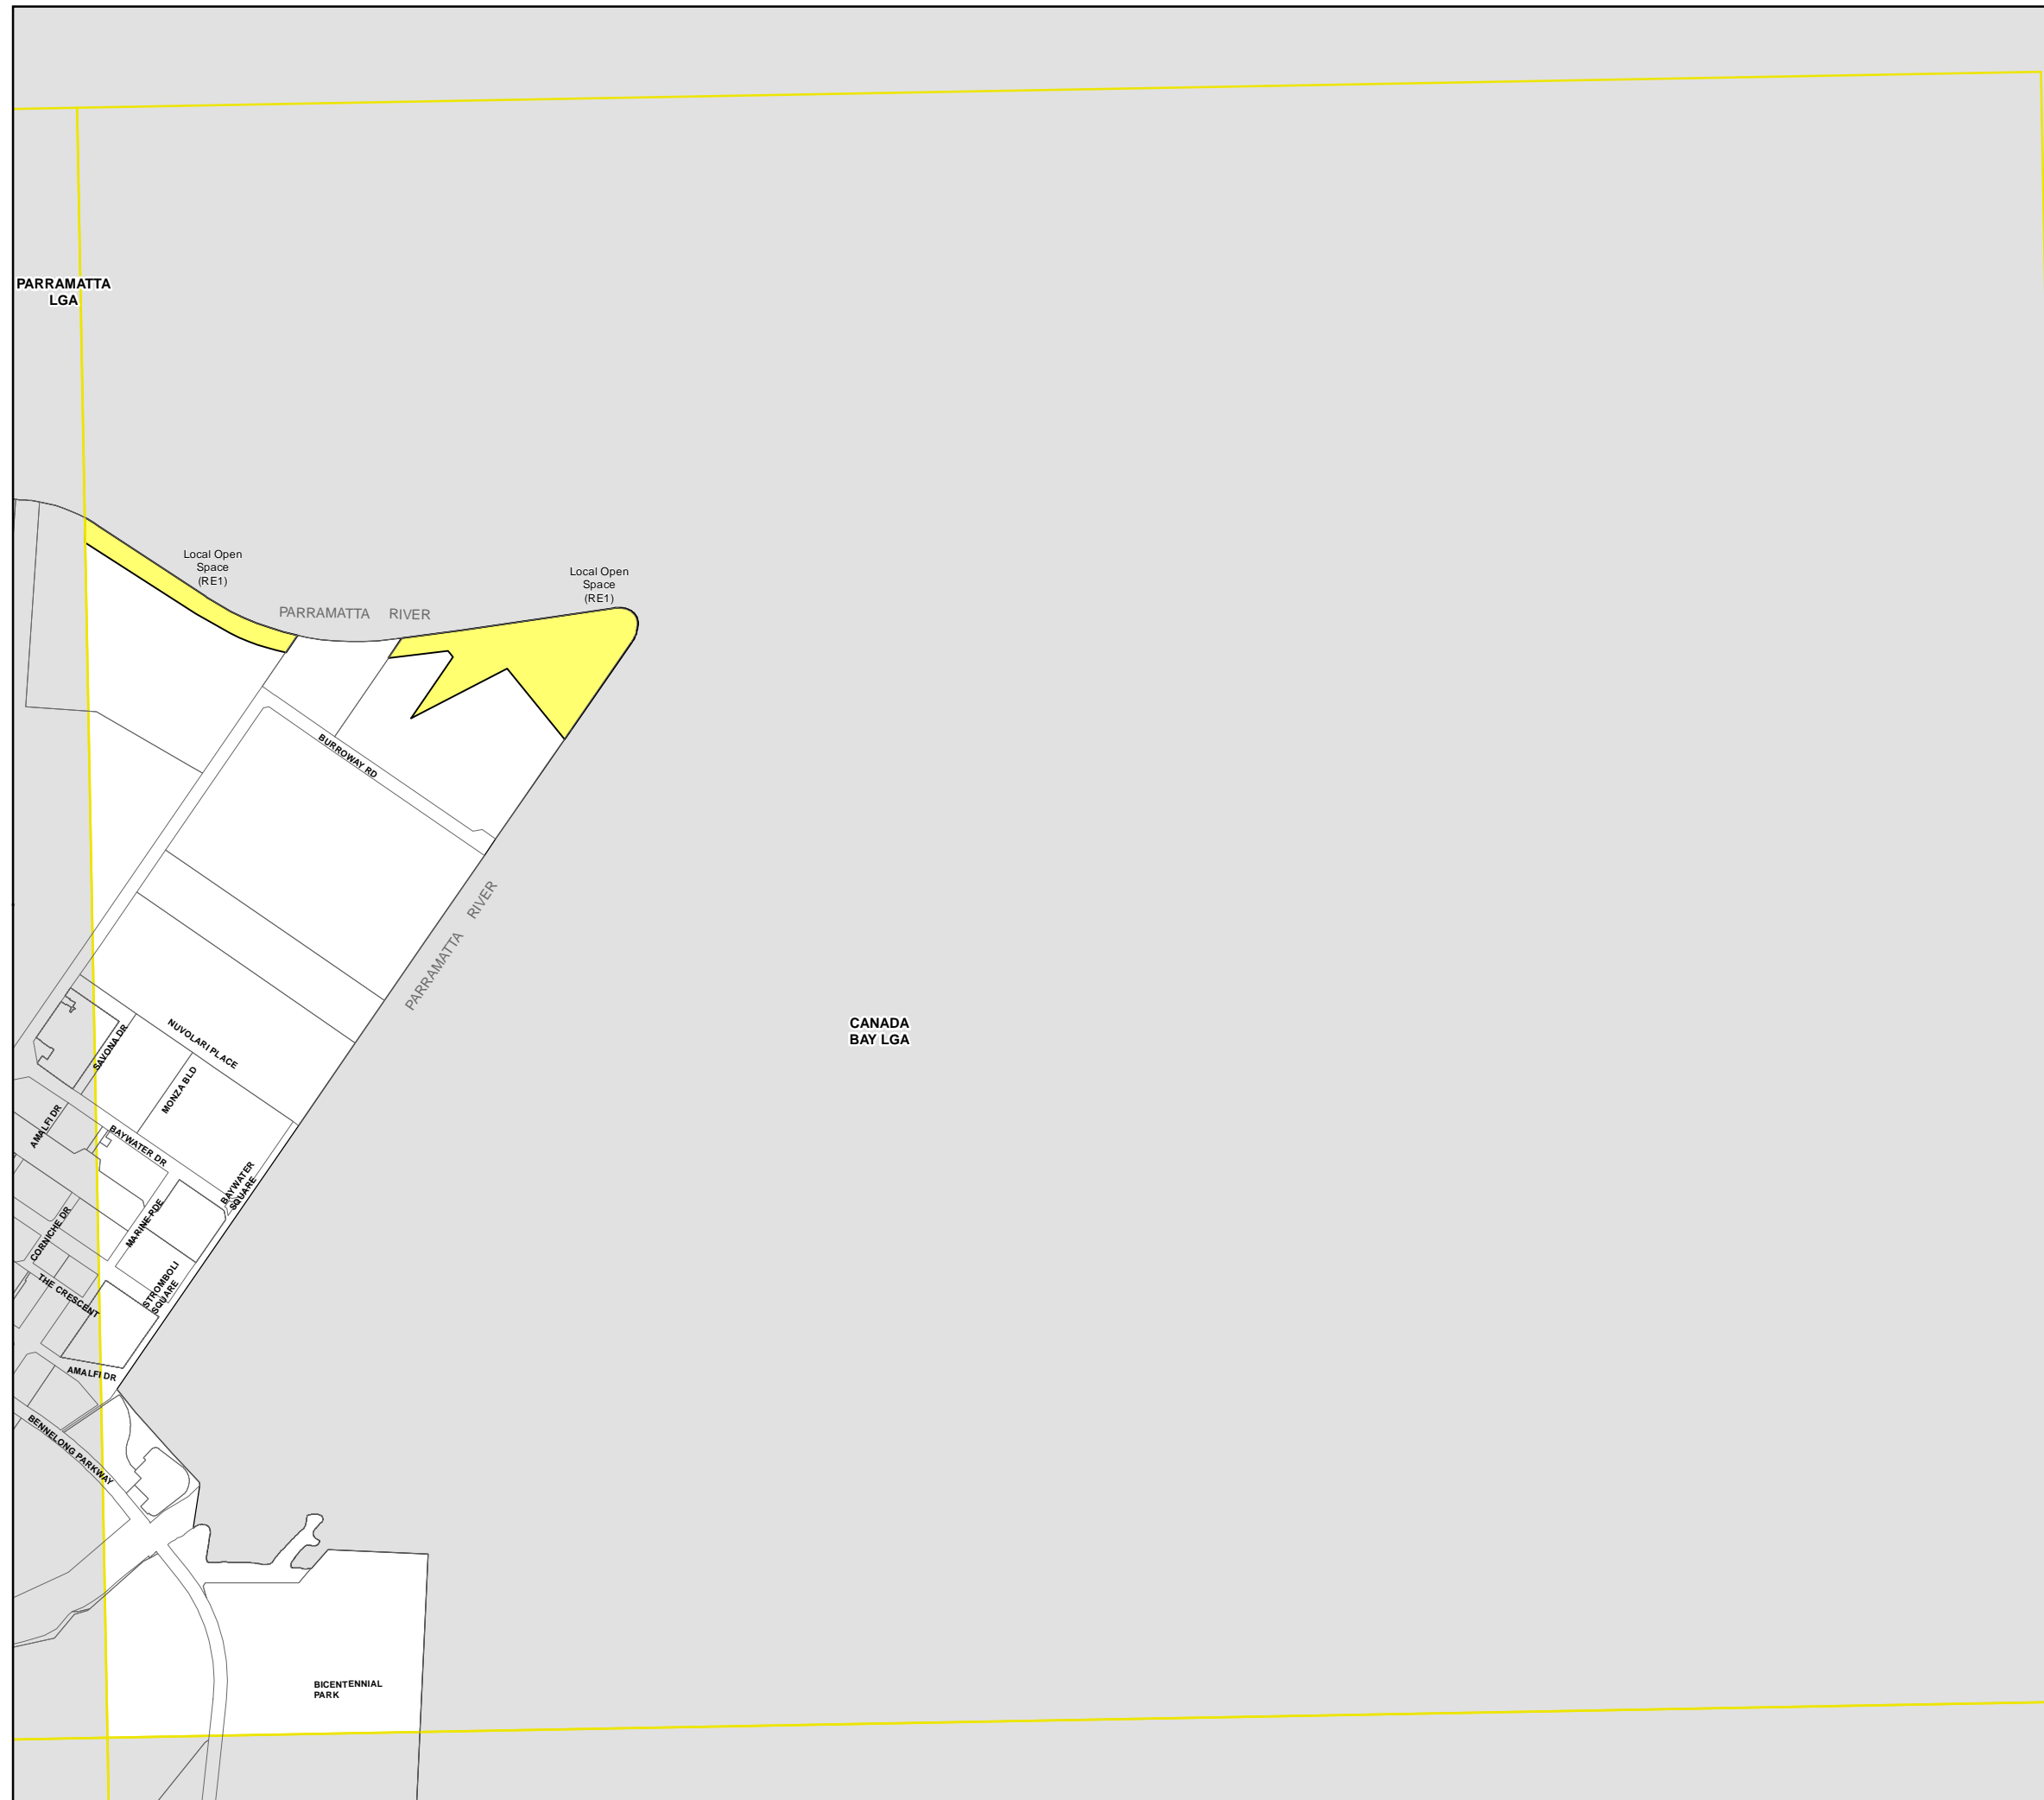 PARRAMATTA
LGA
Local Open
Space
(RE1)
Local Open
Space
(RE1)
PARRAMATTA RIVER
BURROWAY RD
PARRAMATTA RIVER
CANADA
BAY LGA
NUVOLARI PLACE
SAVONA DR
MONZA BLD
AMALFI DR
BAYWATER DR
BAYWATER
SQUARE
MARINE PDE
CORNICHE DR
STROMBOLI
SQUARE
THE CRESCENT
AMALFI DR
BENNELONG PARKWAY
BICENTENNIAL
PARK